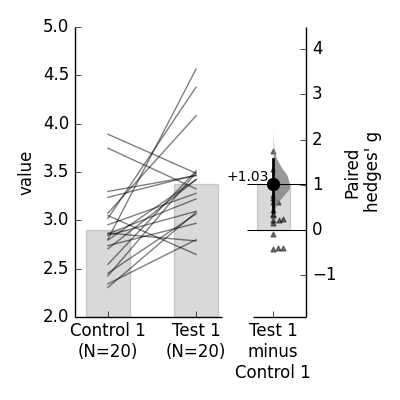 5.0
4.5
4.0
3.5
3.0
2.5
2.0
value
Control 1
(N=20)
Test 1
(N=20)
+1.03
4
3
2
1
0
−1
Paired
hedges' g
Test 1
minus
Control 1